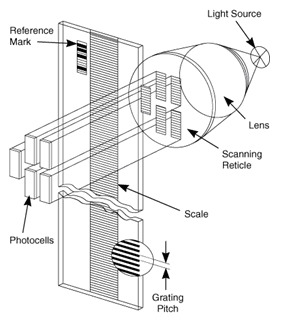 Light Source
Reference
Mark
Lens
Scanning
Reticle
Scale
Photocells
Grating
Pitch